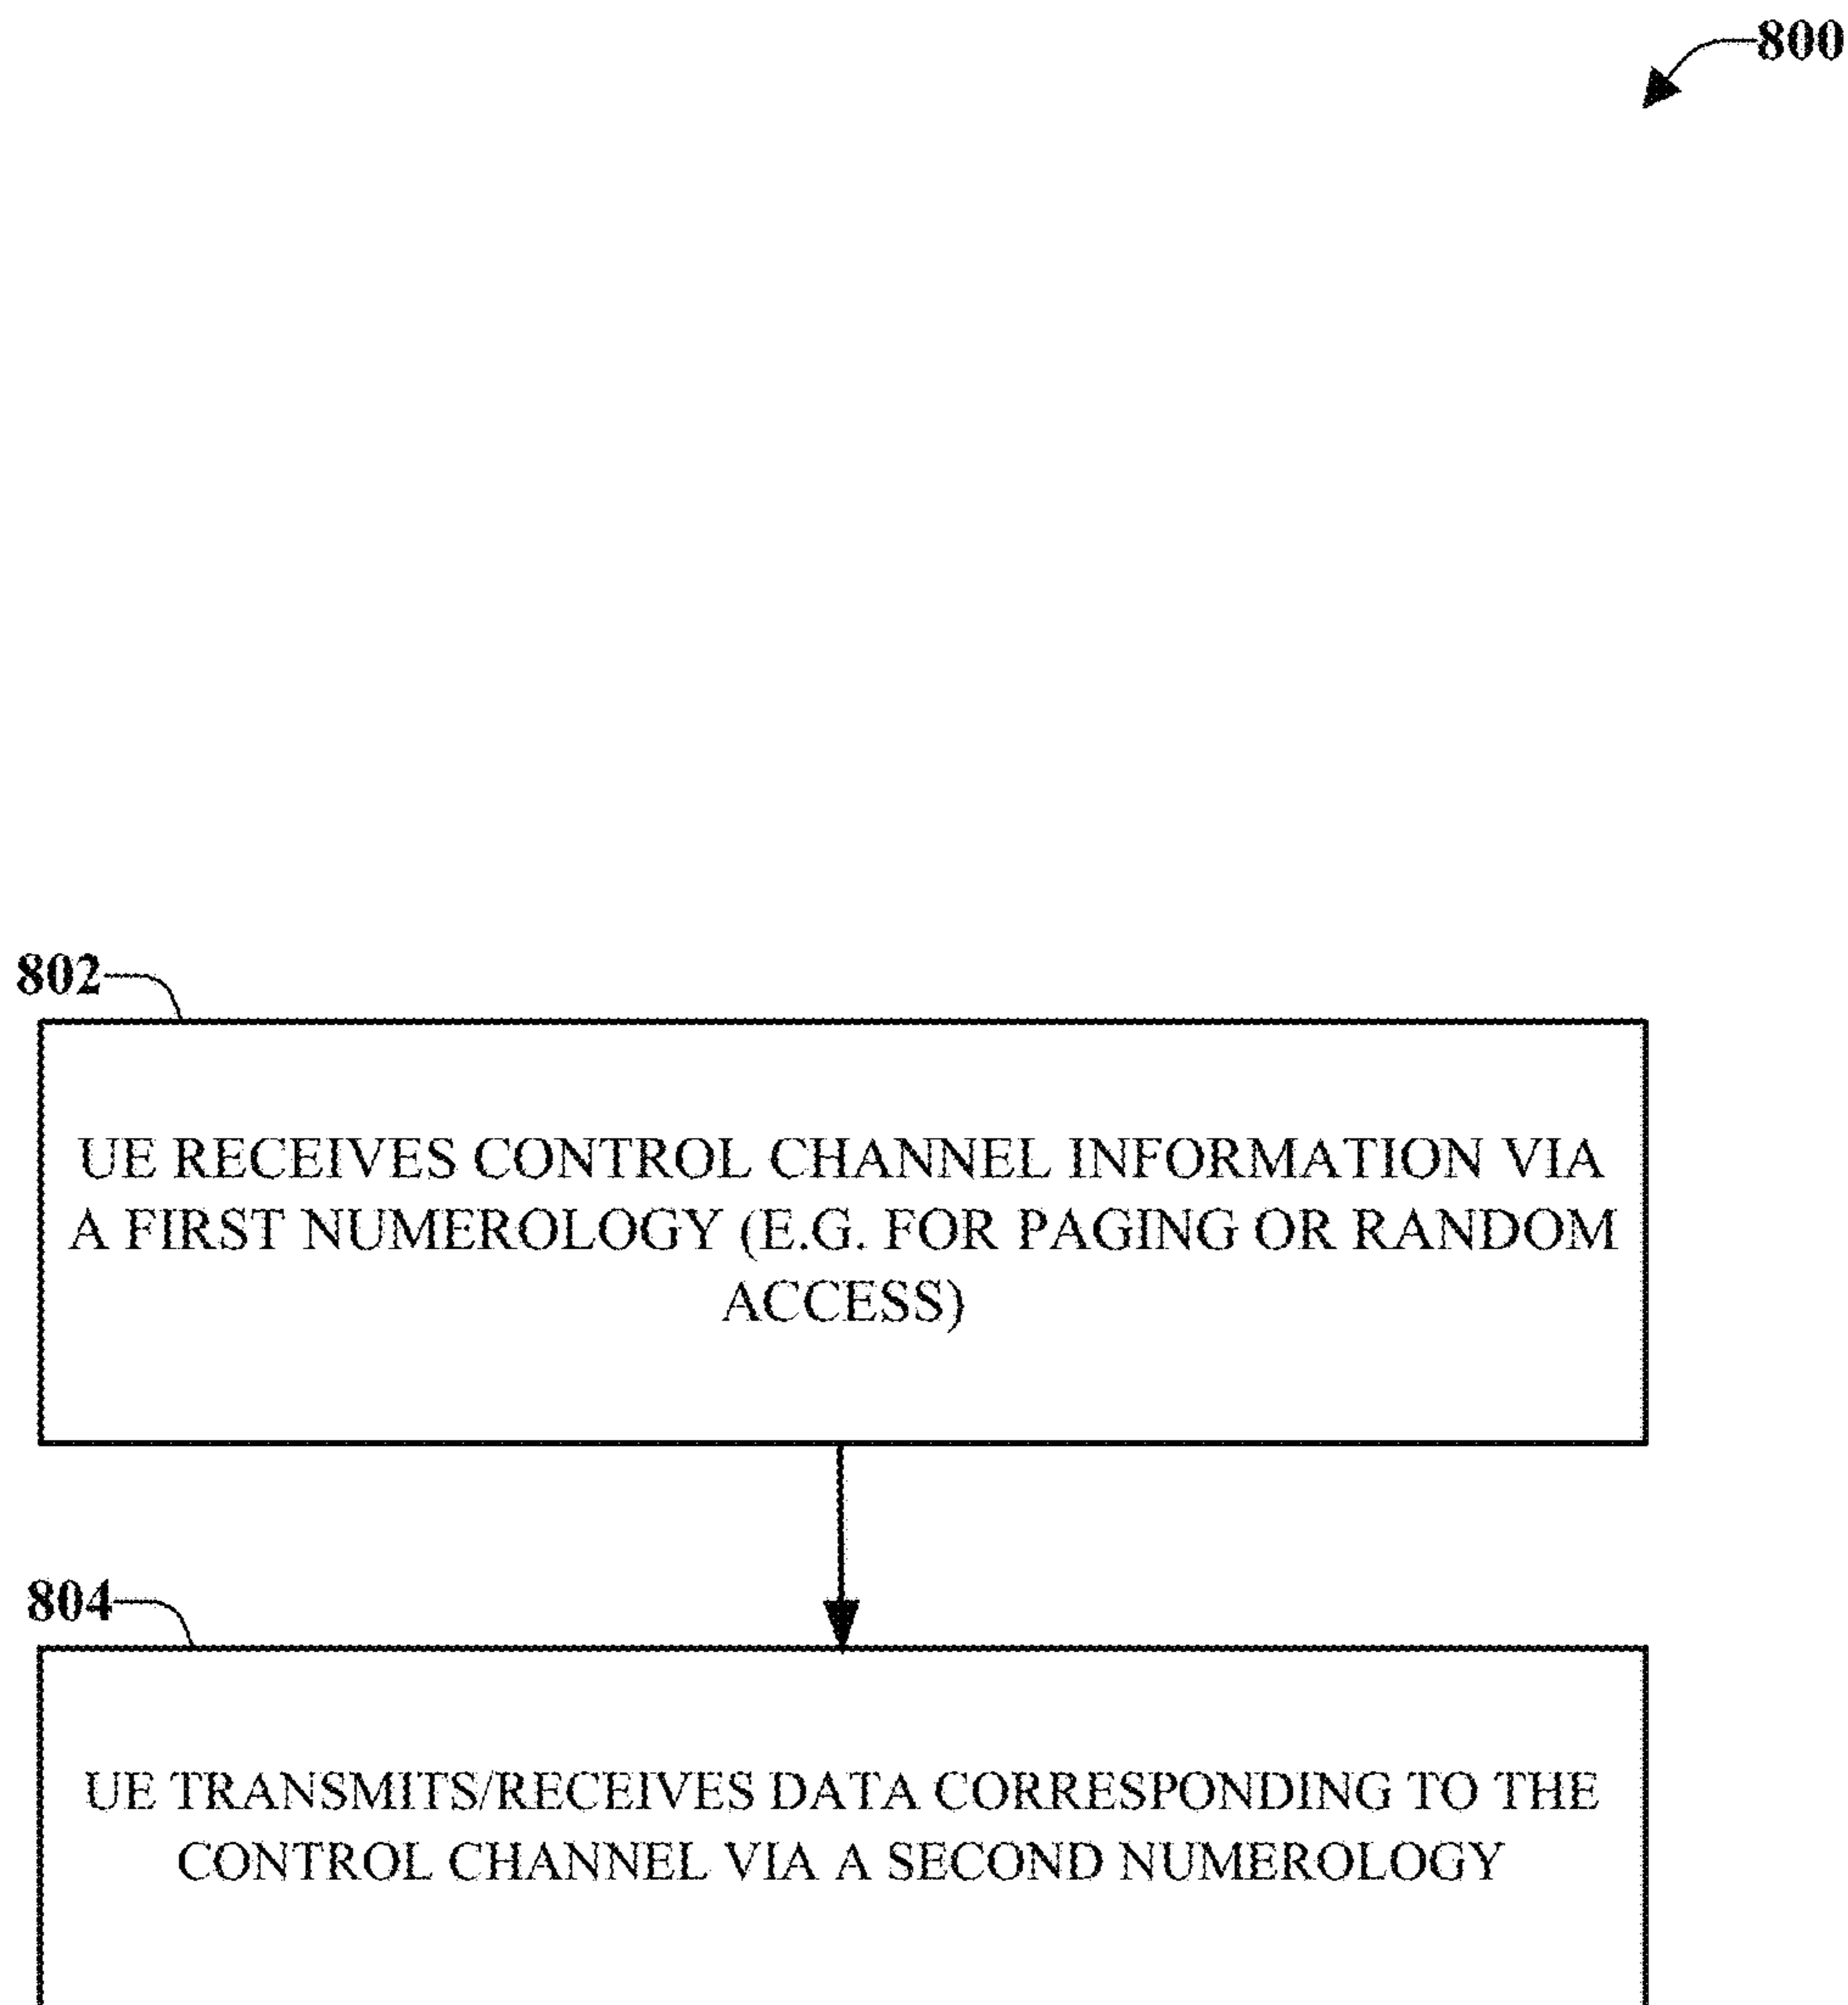 800
802
UE RECEIVES CONTROL CHANNEL INFORMATION VIA
A FIRST NUMEROLOGY (E.G. FOR PAGING OR RANDOM
ACCESS)
804
UE TRANSMITS/RECEIVES DATA CORRESPONDING TO THE
CONTROL CHANNEL VIA A SECOND NUMEROLOGY